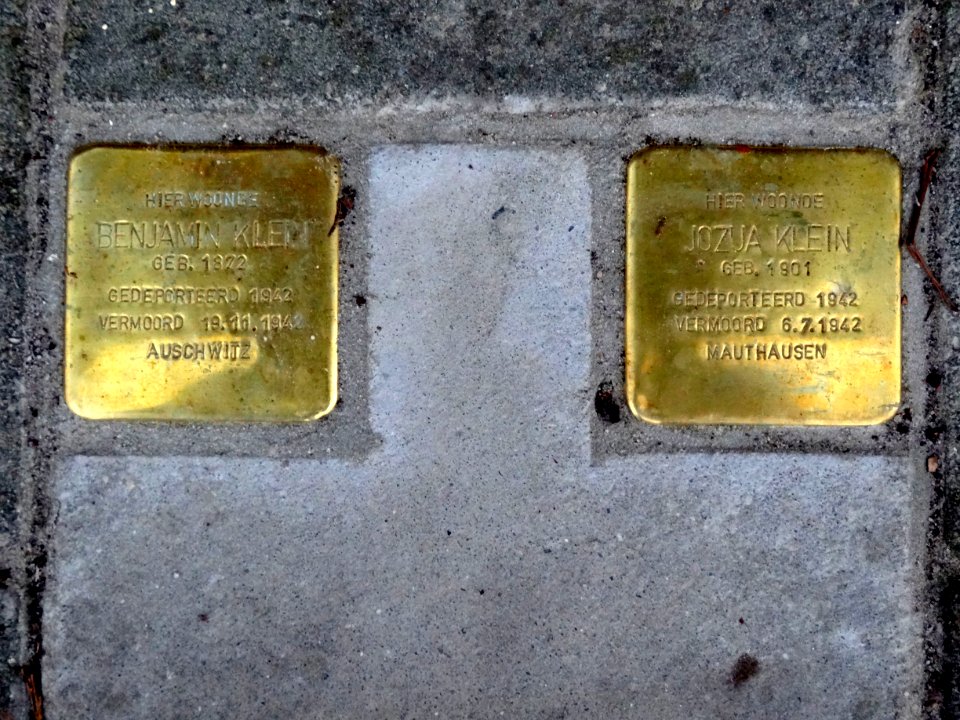 HIER WOONDE
BENJAMIN KLEIN
GEB. 1872
GEDEPORTEERD 1942
VERMOORD 19.11.1942
AUSCHWITZ
HIER WOONDE
JOZUA KLEIN
GEB. 1901
GEDEPORTEERD 1942
VERMOORD 6.7.1942
MAUTHAUSEN